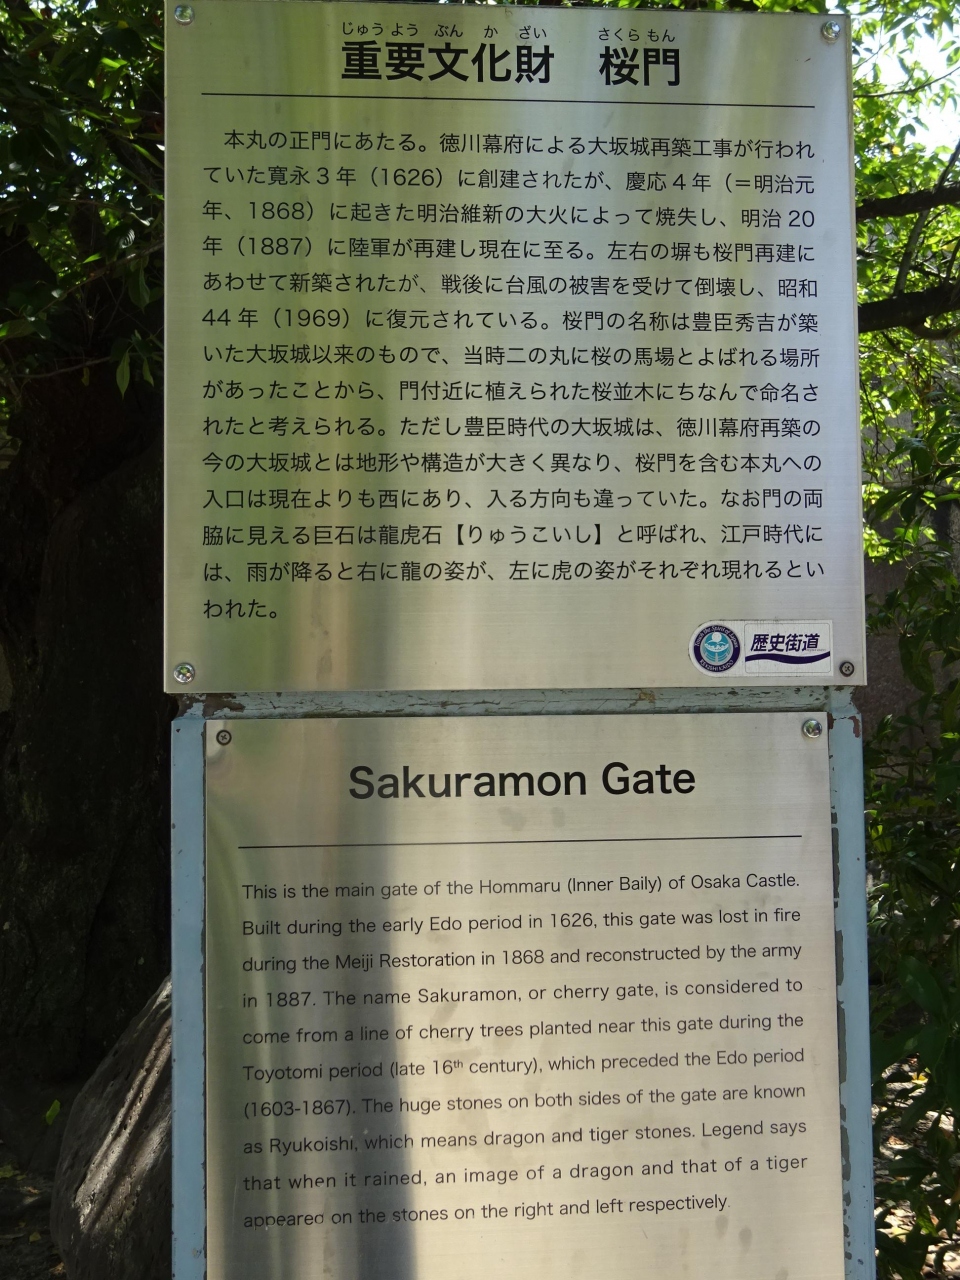 じゅう よう ぶん か ざい さくら もん
重要文化財 桜門
本丸の正門にあたる。徳川幕府による大坂城再築工事が行われ
ていた寛永3年（1626）に創建されたが、慶応4年（＝明治元
年、1868）に起きた明治維新の大火によって焼失し、明治20
年（1887）に陸軍が再建し現在に至る。左右の塀も桜門再建に
あわせて新築されたが、戦後に台風の被害を受けて倒壊し、昭和
44年（1969）に復元されている。桜門の名称は豊臣秀吉が築
いた大坂城以来のもので、当時二の丸に桜の馬場とよばれる場所
があったことから、門付近に植えられた桜並木にちなんで命名さ
れたと考えられる。ただし豊臣時代の大坂城は、徳川幕府再築の
今の大坂城とは地形や構造が大きく異なり、桜門を含む本丸への
入口は現在よりも西にあり、入る方向も違っていた。なお門の両
脇に見える巨石は龍虎石【りゅうこいし】と呼ばれ、江戸時代に
は、雨が降ると右に龍の姿が、左に虎の姿がそれぞれ現れるとい
われた。
歴史街道
Sakuramon Gate
This is the main gate of the Hommaru (Inner Baily) of Osaka Castle.
Built during the early Edo period in 1626, this gate was lost in fire
during the Meiji Restoration in 1868 and reconstructed by the army
in 1887. The name Sakuramon, or cherry gate, is considered to
come from a line of cherry trees planted near this gate during the
Toyotomi period (late 16th century), which preceded the Edo period
(1603-1867). The huge stones on both sides of the gate are known
as Ryukoishi, which means dragon and tiger stones. Legend says
that when it rained, an image of a dragon and that of a tiger
appeared on the stones on the right and left respectively.